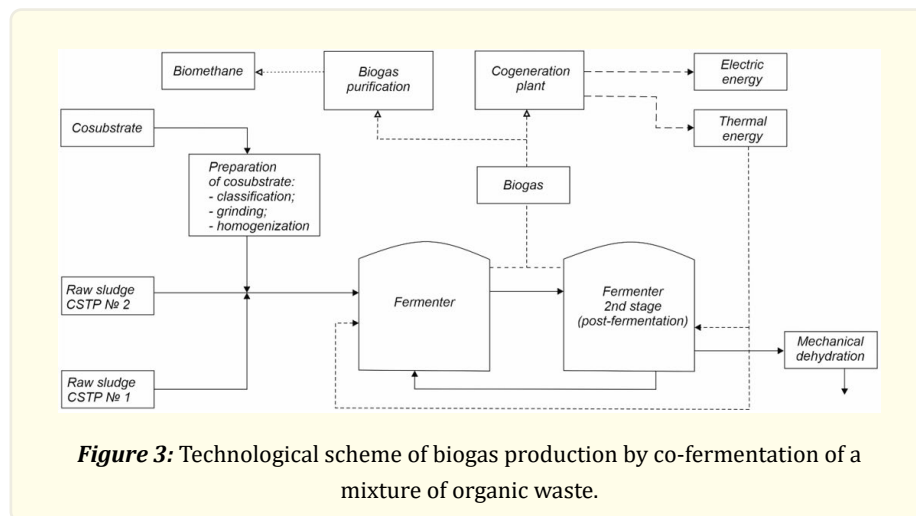 Biomethane
Biogas
purification
Cogeneration
plant
Electric
energy
Thermal
energy
Cosubstrate
Preparation
of cosubstrate:
- classification;
- grinding;
- homogenization
Biogas
Raw sludge
CSTP № 2
Fermenter
Fermenter
2nd stage
(post-fermentation)
Mechanical
dehydration
Raw sludge
CSTP № 1
Figure 3: Technological scheme of biogas production by co-fermentation of a
mixture of organic waste.